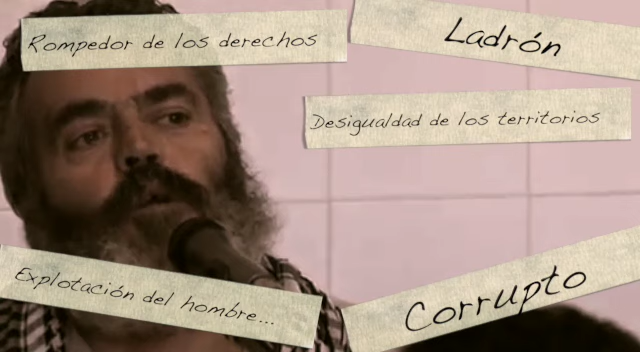 Rompedor de los derechos
Ladrón
Desigualdad de los territorios
Explotación del hombre...
Corrupto